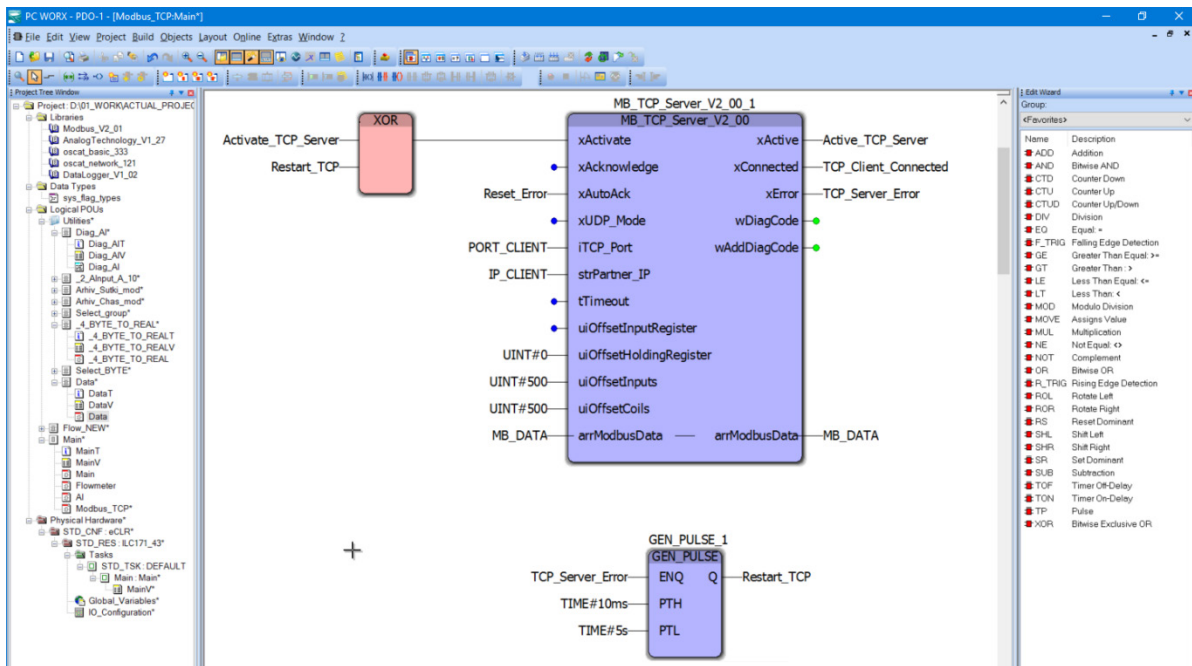 PC WORX - PDO-1 - [Modbus_TCP:Main*]
File Edit View Project Build Objects Layout Online Extras Window ?
Project Tree Window
Project: D:\01_WORK\ACTUAL_PROJEC
Libraries
Modbus_V2_01
AnalogTechnology_V1_27
oscat_basic_333
oscat_network_121
DataLogger_V1_02
Data Types
sys_flag_types
Logical POUs
Utilities*
Diag_AI*
Diag_AIT
Diag_AIV
Diag_AI
_2_AInput_A_10*
Arhiv_Sutki_mod*
Arhiv_Chas_mod*
Select_group*
_4_BYTE_TO_REAL*
_4_BYTE_TO_REALT
_4_BYTE_TO_REALV
_4_BYTE_TO_REAL
Select_BYTE*
Data*
DataT
DataV
Data
Flow_NEW*
Main*
MainT
MainV
Main
Flowmeter
AI
Modbus_TCP*
Physical Hardware*
STD_CNF : eCLR*
STD_RES : ILC171_43*
Tasks
STD_TSK : DEFAULT
Main : Main*
MainV*
Global_Variables*
IO_Configuration*
MB_TCP_Server_V2_00_1
XOR
MB_TCP_Server_V2_00
Activate_TCP_Server xActivate xActive Active_TCP_Server
Restart_TCP xAcknowledge xConnected TCP_Client_Connected
Reset_Error xAutoAck xError TCP_Server_Error
xUDP_Mode wDiagCode
PORT_CLIENT iTCP_Port wAddDiagCode
IP_CLIENT strPartner_IP
tTimeout
uiOffsetInputRegister
UINT#0 uiOffsetHoldingRegister
UINT#500 uiOffsetInputs
UINT#500 uiOffsetCoils
MB_DATA arrModbusData arrModbusData MB_DATA
GEN_PULSE_1
GEN_PULSE
TCP_Server_Error ENQ Q Restart_TCP
TIME#10ms PTH
TIME#5s PTL
Edit Wizard
Group:
<Favorites>
Name Description
ADD Addition
AND Bitwise AND
CTD Counter Down
CTU Counter Up
CTUD Counter Up/Down
DIV Division
EQ Equal: =
F_TRIG Falling Edge Detection
GE Greater Than Equal: >=
GT Greater Than : >
LE Less Than Equal: <=
LT Less Than: <
MOD Modulo Division
MOVE Assigns Value
MUL Multiplication
NE Not Equal: <>
NOT Complement
OR Bitwise OR
R_TRIG Rising Edge Detection
ROL Rotate Left
ROR Rotate Right
RS Reset Dominant
SHL Shift Left
SHR Shift Right
SR Set Dominant
SUB Subtraction
TOF Timer Off-Delay
TON Timer On-Delay
TP Pulse
XOR Bitwise Exclusive OR